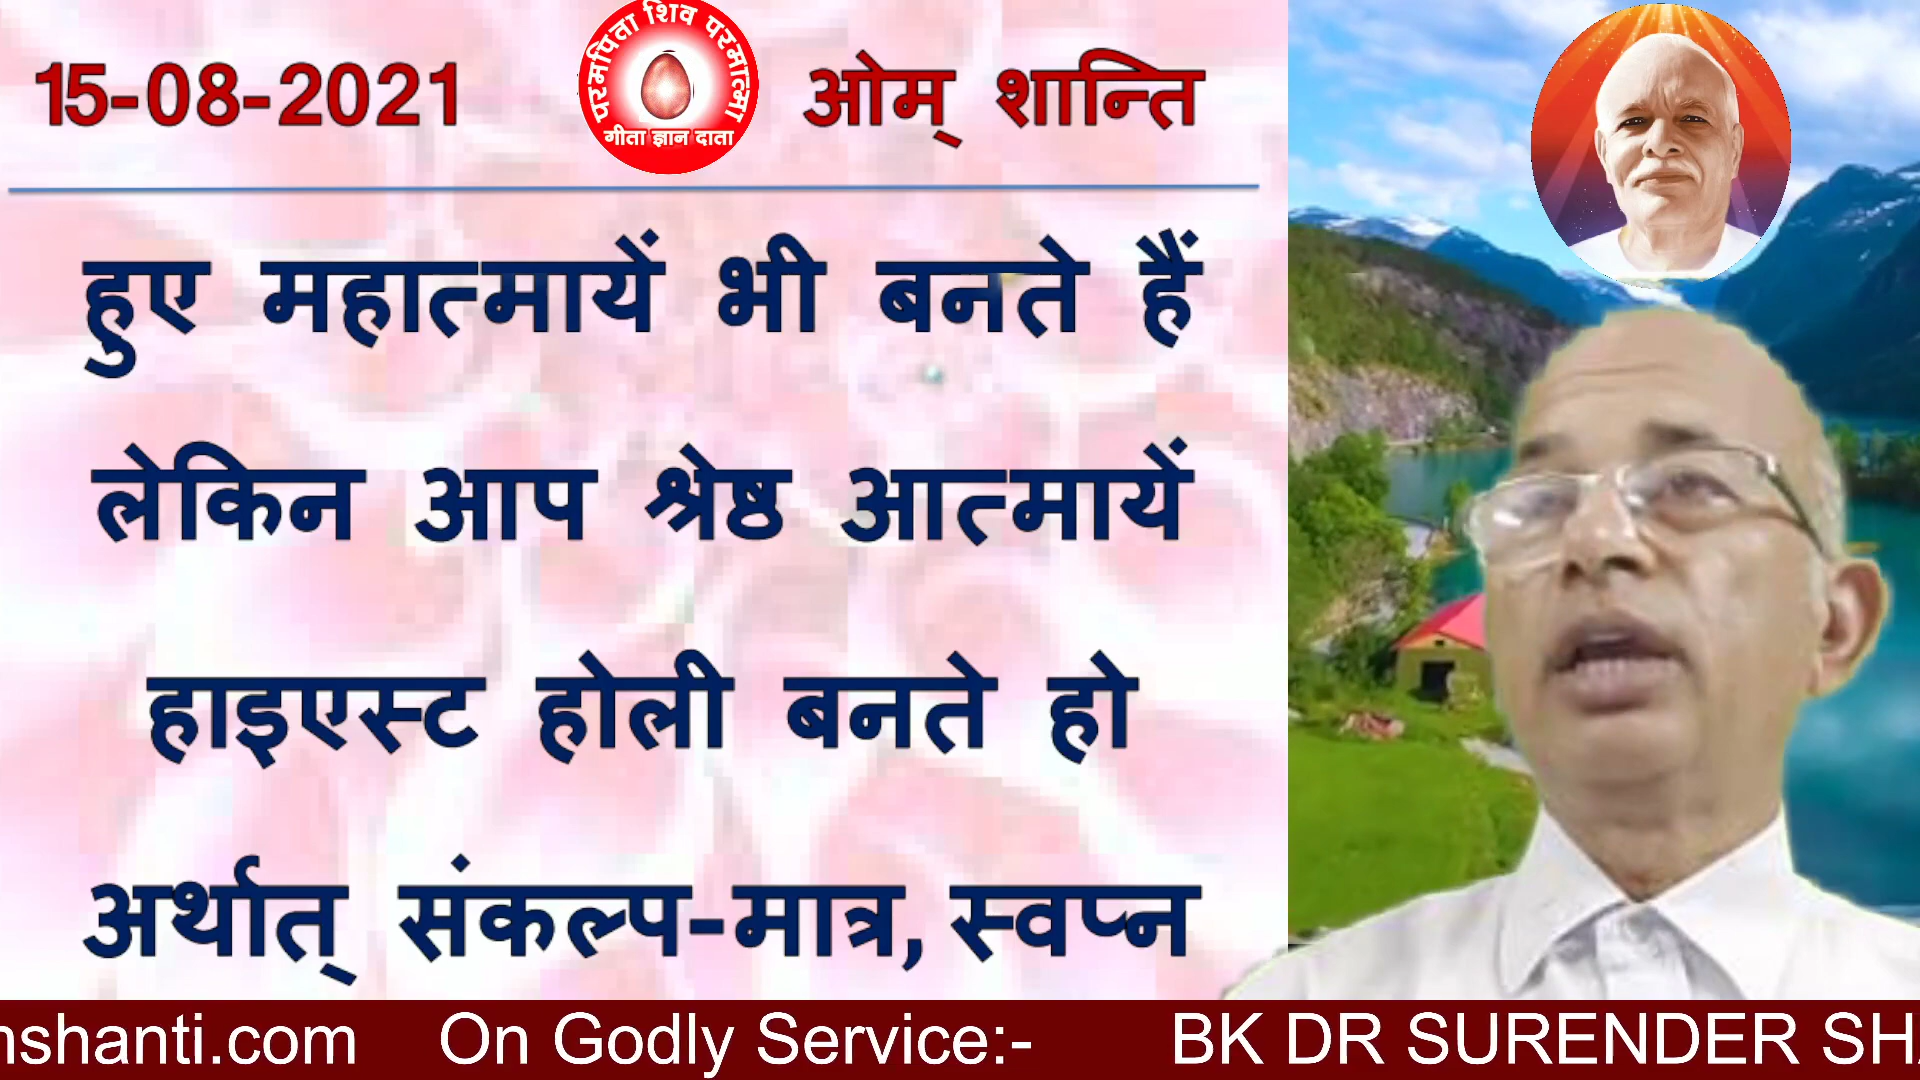 15-08-2021
परमपिता शिव परमात्मा
गीता ज्ञान दाता
ओम् शान्ति
हुए महात्मायें भी बनते हैं
लेकिन आप श्रेष्ठ आत्मायें
हाइएस्ट होली बनते हो
अर्थात् संकल्प-मात्र, स्वप्न
nshanti.com On Godly Service:- BK DR SURENDER SH